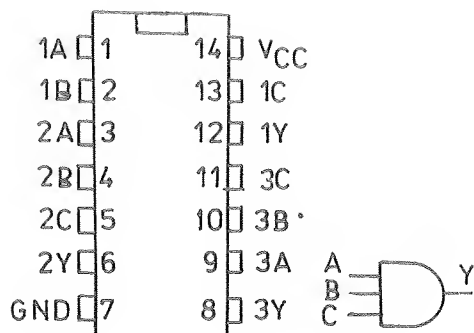 1A 1 14 VCC
1B 2 13 1C
2A 3 12 1Y
2B 4 11 3C
2C 5 10 3B
2Y 6 9 3A
GND 7 8 3Y
A
B
C
Y